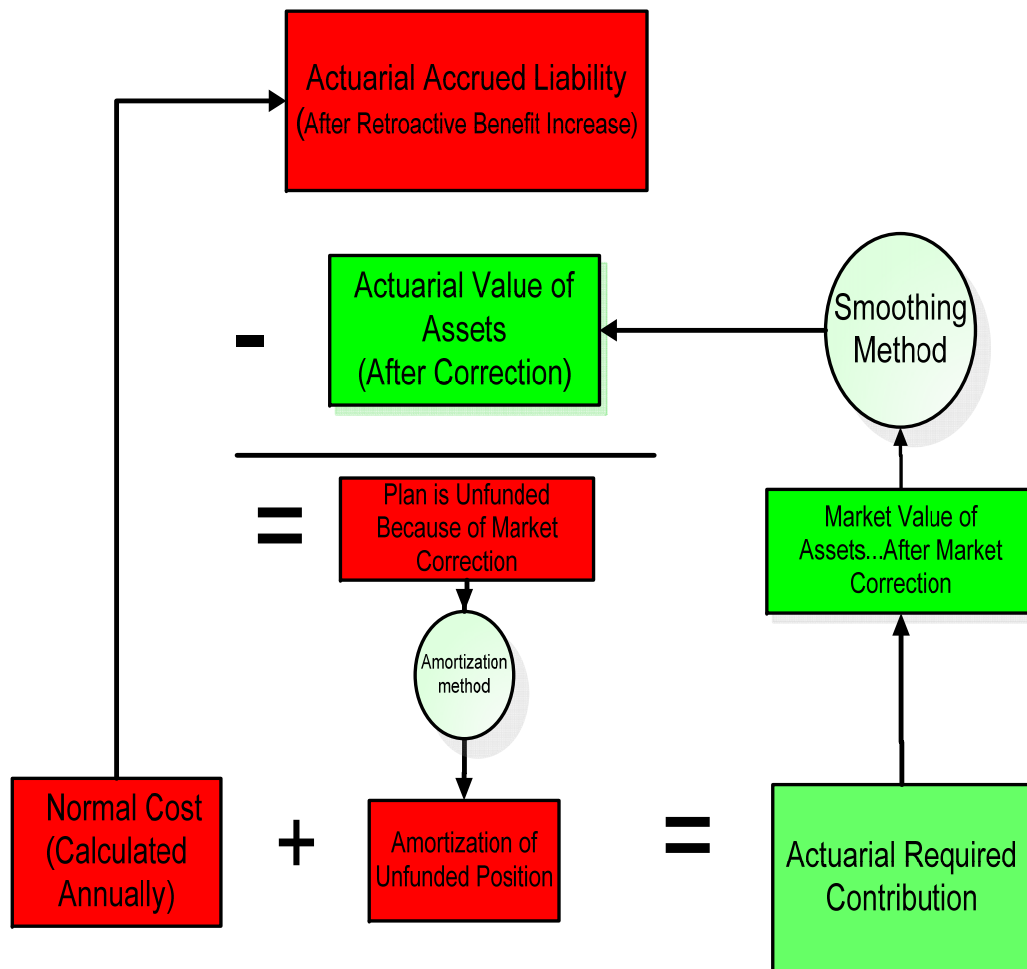 Actuarial Accrued Liability
(After Retroactive Benefit Increase)
-
Actuarial Value of
Assets
(After Correction)
Smoothing
Method
=
Plan is Unfunded
Because of Market
Correction
Market Value of
Assets...After Market
Correction
Amortization
method
Normal Cost
(Calculated
Annually)
+
Amortization of
Unfunded Position
=
Actuarial Required
Contribution